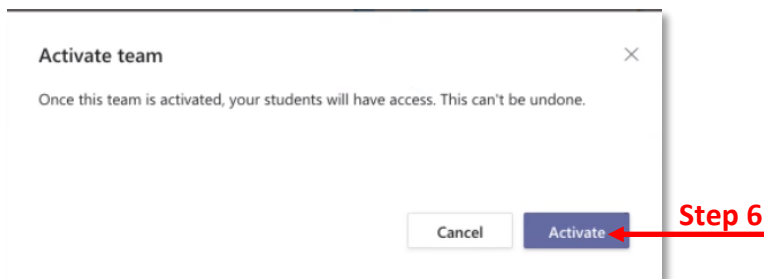 Activate team
Once this team is activated, your students will have access. This can't be undone.
Cancel
Activate
Step 6